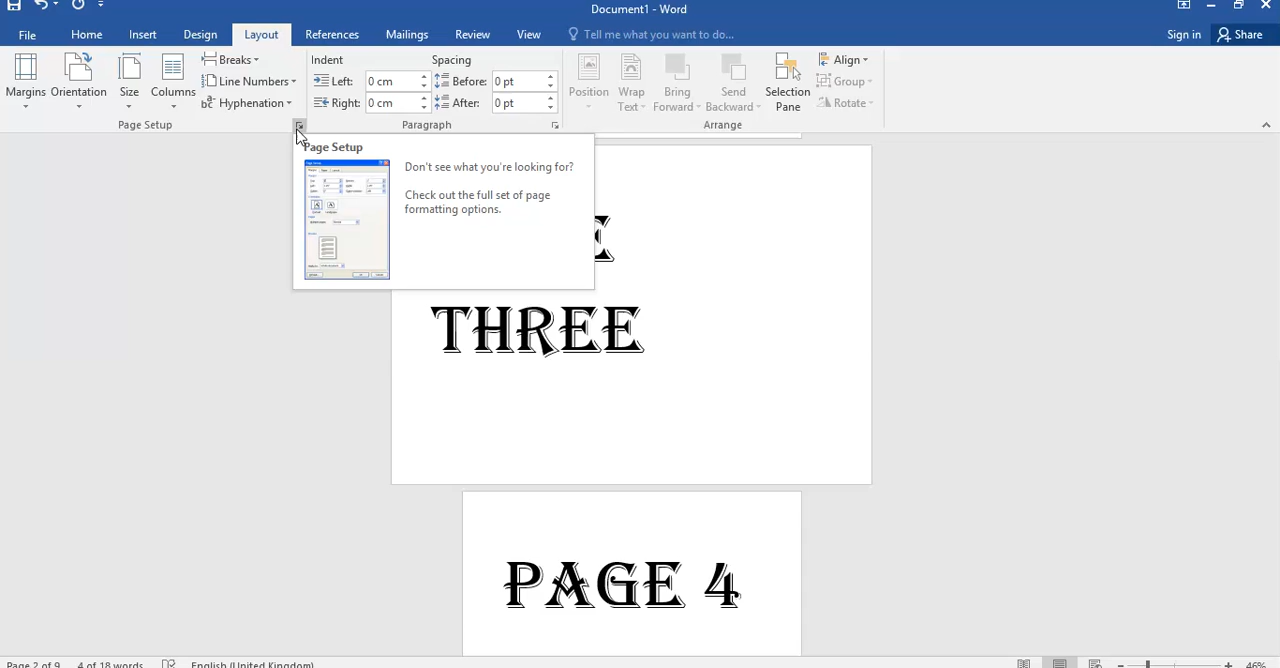 Document1 - Word
File Home Insert Design Layout References Mailings Review View Tell me what you want to do... Sign in Share
Margins Orientation Size Columns
Breaks
Line Numbers
Hyphenation
Page Setup
Indent Spacing
Left: 0 cm Before: 0 pt
Right: 0 cm After: 0 pt
Paragraph
Position Wrap Text Bring Forward Send Backward Selection Pane
Align
Group
Rotate
Arrange
Page Setup
Don't see what you're looking for?
Check out the full set of page
formatting options.
E
THREE
PAGE 4
Page 2 of 9 4 of 18 words English (United Kingdom) 46%